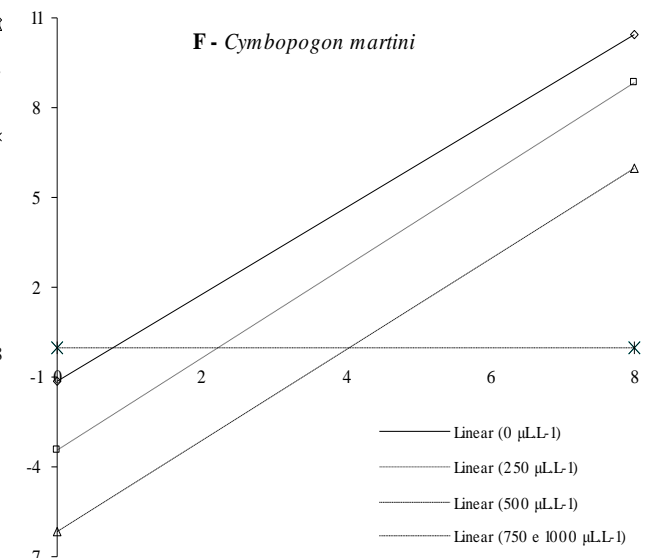 11
F - Cymbopogon martini
8
5
2
-1 0 2 4 6 8
Linear (0 µL.L-1)
-4 Linear (250 µL.L-1)
Linear (500 µL.L-1)
Linear (750 e 1000 µL.L-1)